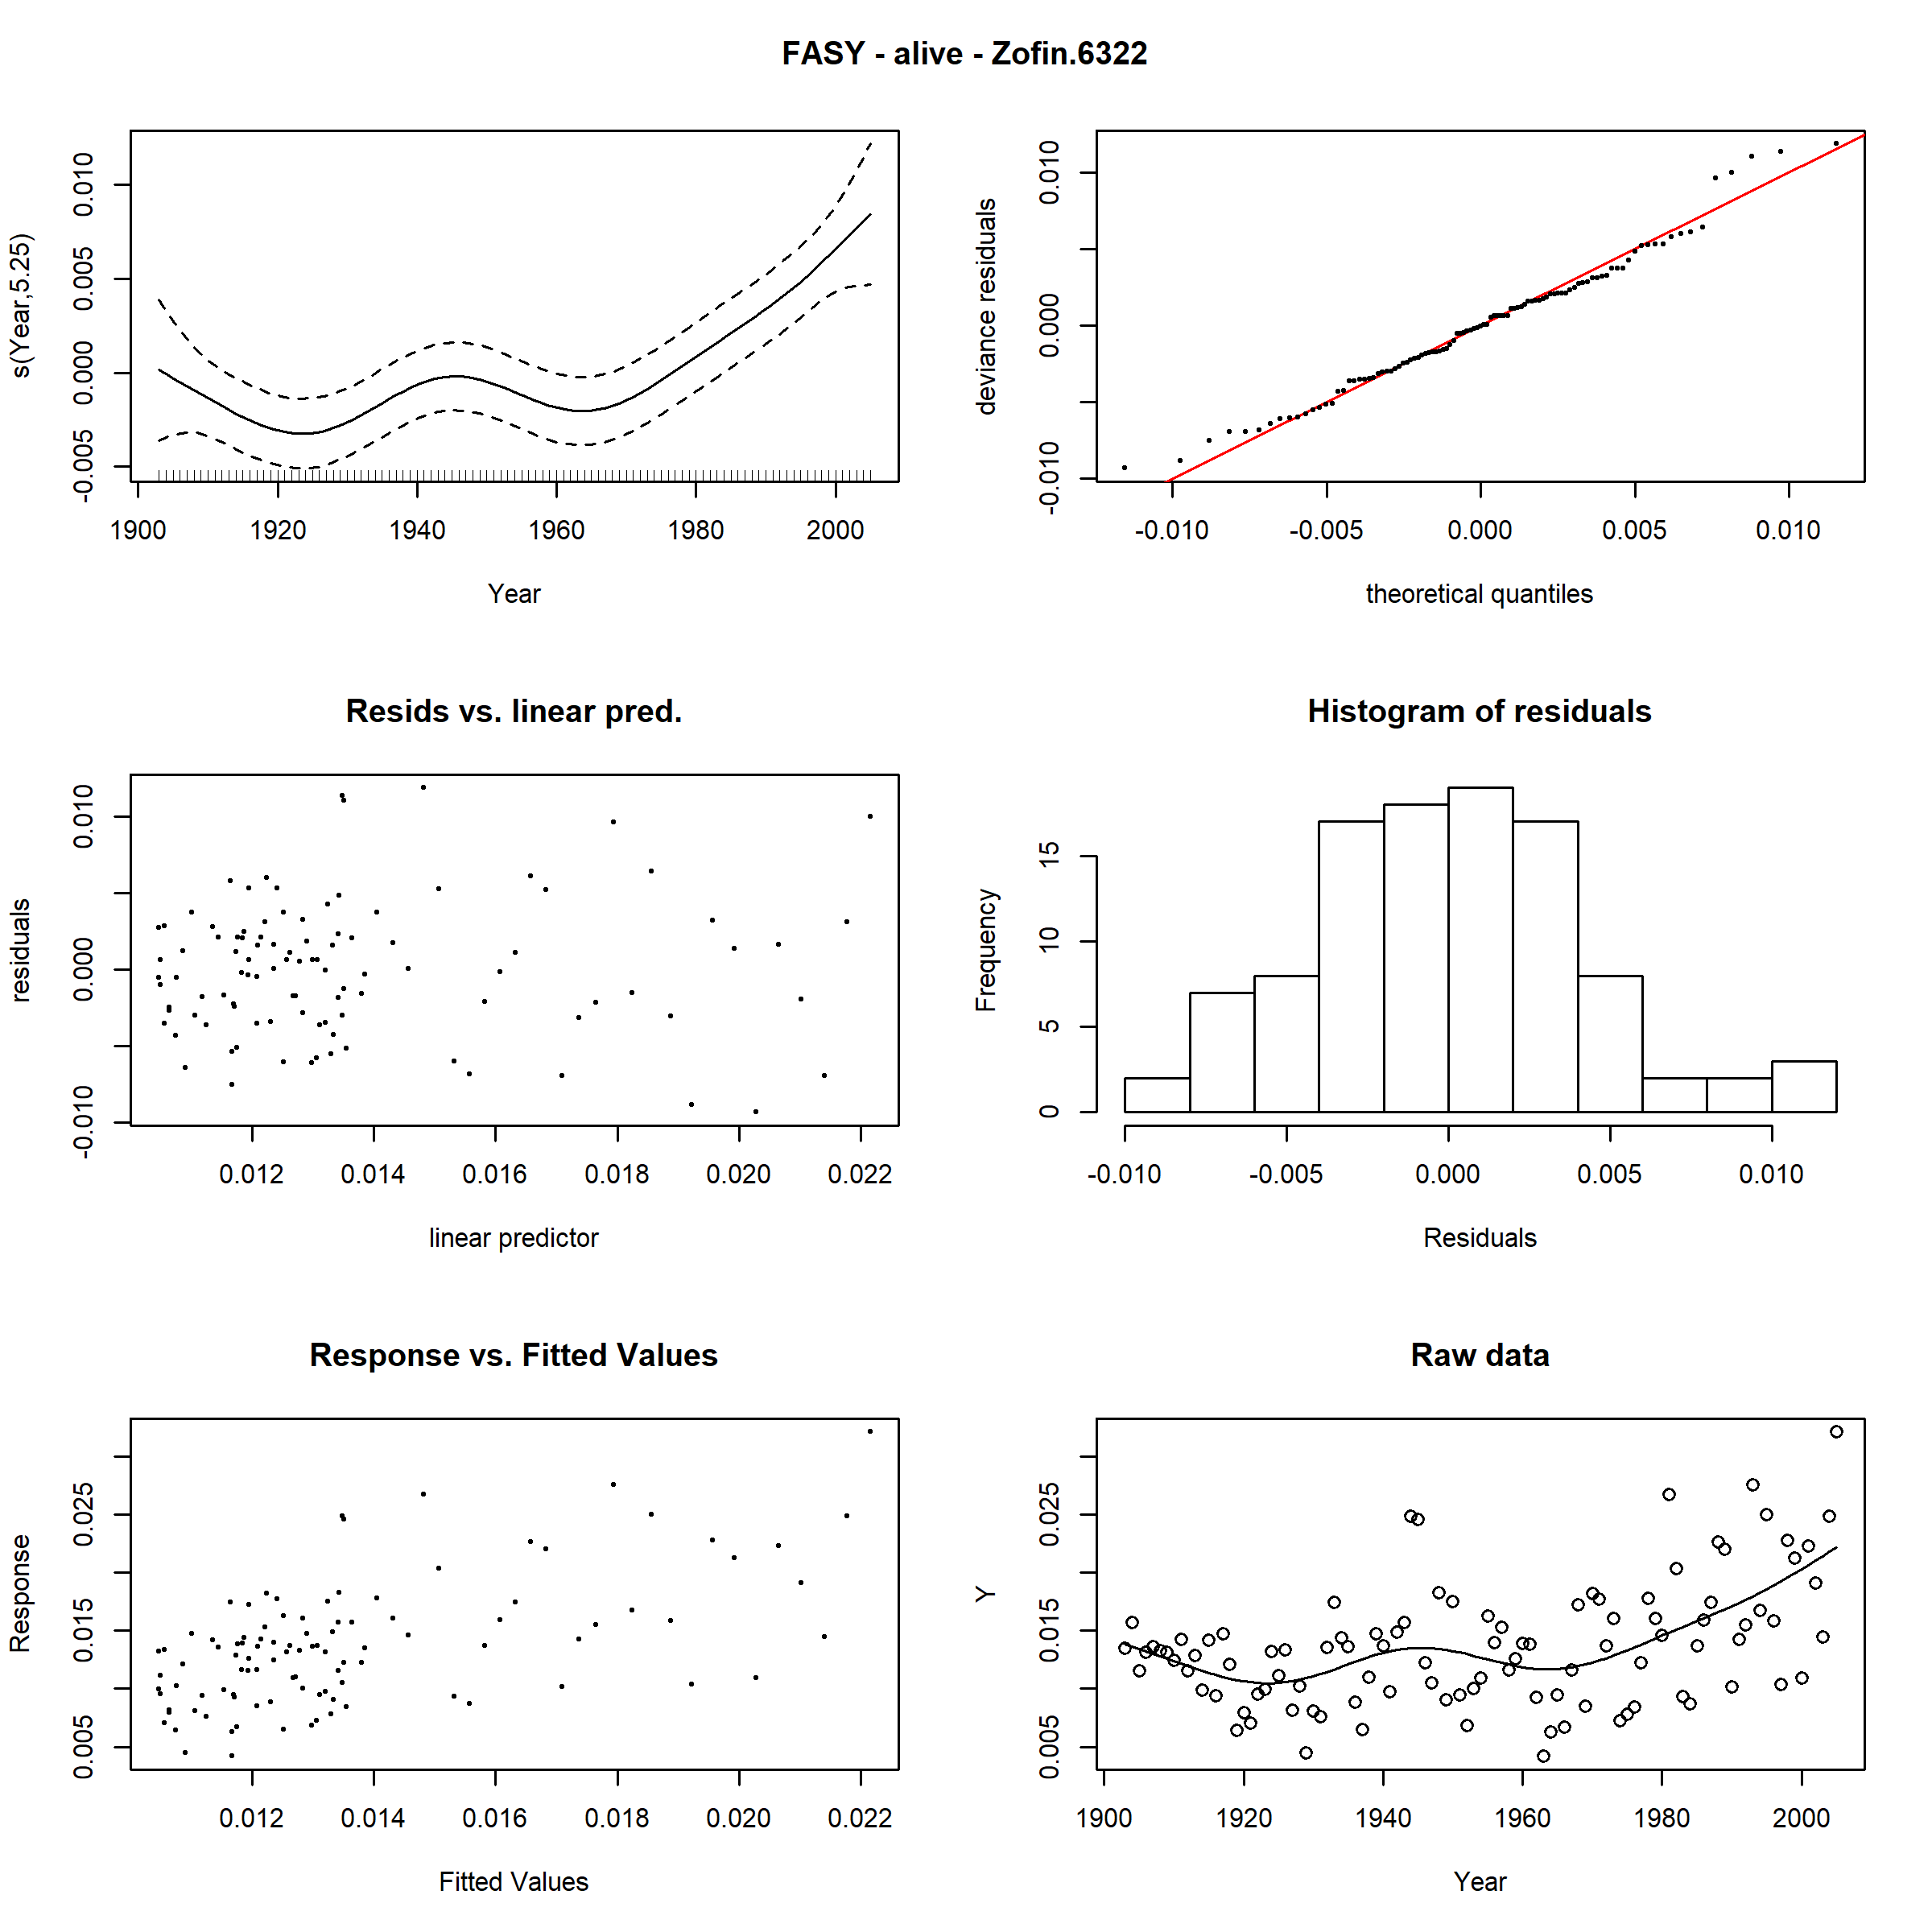 FASY - alive - Zofin.6322
s(Year,5.25)
0.010
0.005
0.000
-0.005
1900 1920 1940 1960 1980 2000
Year
deviance residuals
0.010
0.000
-0.010
-0.010 -0.005 0.000 0.005 0.010
theoretical quantiles
Resids vs. linear pred.
residuals
0.010
0.000
-0.010
0.012 0.014 0.016 0.018 0.020 0.022
linear predictor
Histogram of residuals
Frequency
15
10
5
0
-0.010 -0.005 0.000 0.005 0.010
Residuals
Response vs. Fitted Values
Response
0.025
0.015
0.005
0.012 0.014 0.016 0.018 0.020 0.022
Fitted Values
Raw data
Y
0.025
0.015
0.005
1900 1920 1940 1960 1980 2000
Year